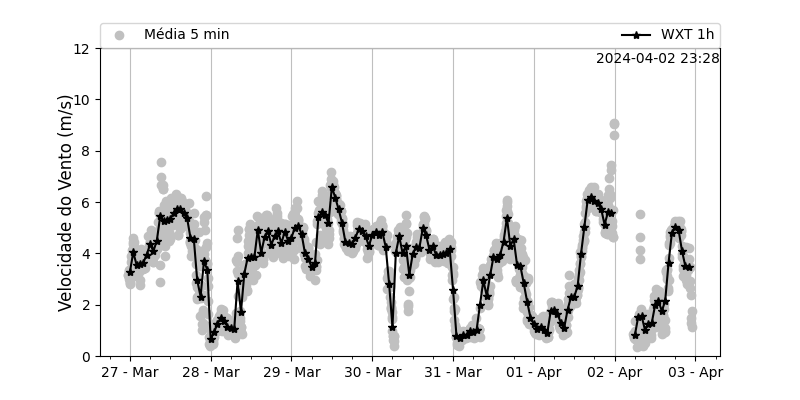 Média 5 min
WXT 1h
2024-04-02 23:28
Velocidade do Vento (m/s)
12
10
8
6
4
2
0
27 - Mar
28 - Mar
29 - Mar
30 - Mar
31 - Mar
01 - Apr
02 - Apr
03 - Apr